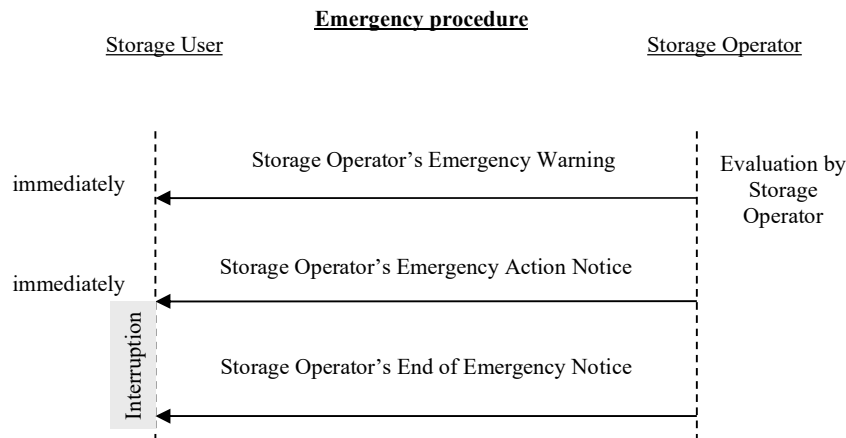 Emergency procedure
Storage User
Storage Operator
Storage Operator’s Emergency Warning
immediately
Evaluation by
Storage
Operator
Storage Operator’s Emergency Action Notice
immediately
Interruption
Storage Operator’s End of Emergency Notice